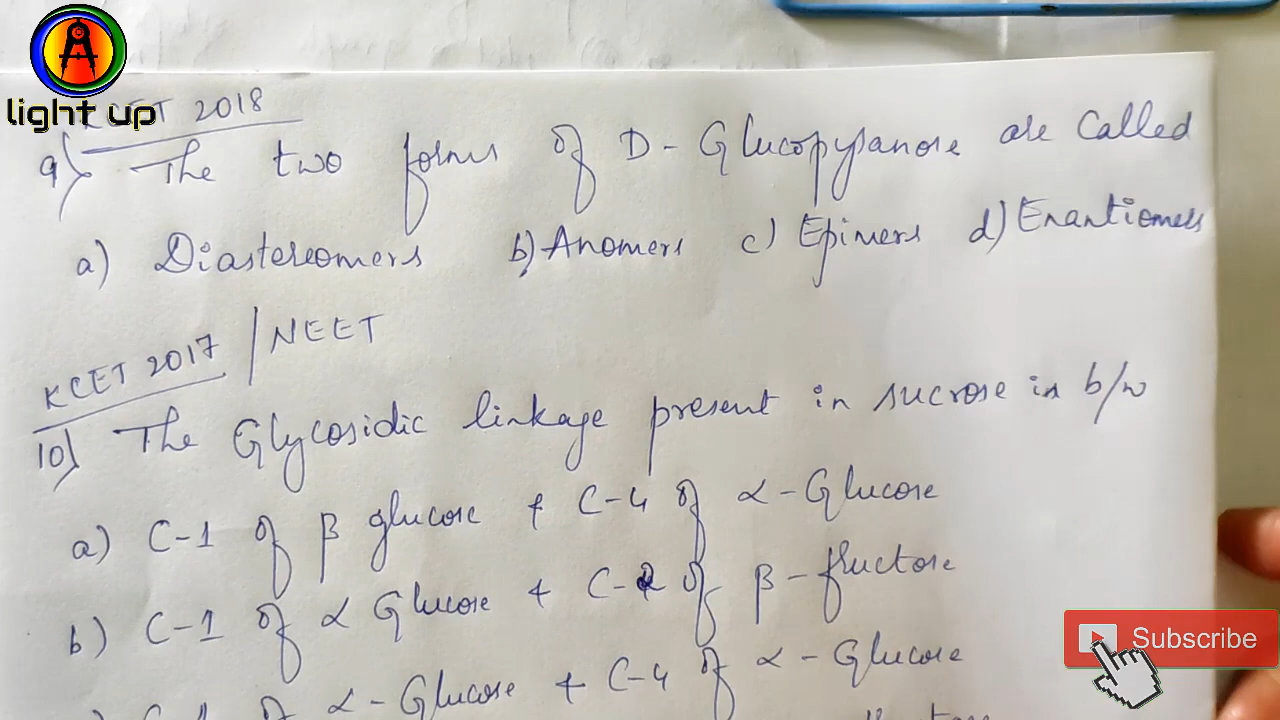 light up
KCET 2018
9) The two forms of D-Glucopyranose are called
a) Diastereomers b) Anomers c) Epimers d) Enantiomers
KCET 2017 / NEET
10) The Glycosidic linkage present in sucrose in b/w
a) C-1 of β glucose + C-4 of α-Glucose
b) C-1 of α Glucose + C-2 of β-fructose
of α-Glucose + C-4 of α-Glucose
Subscribe